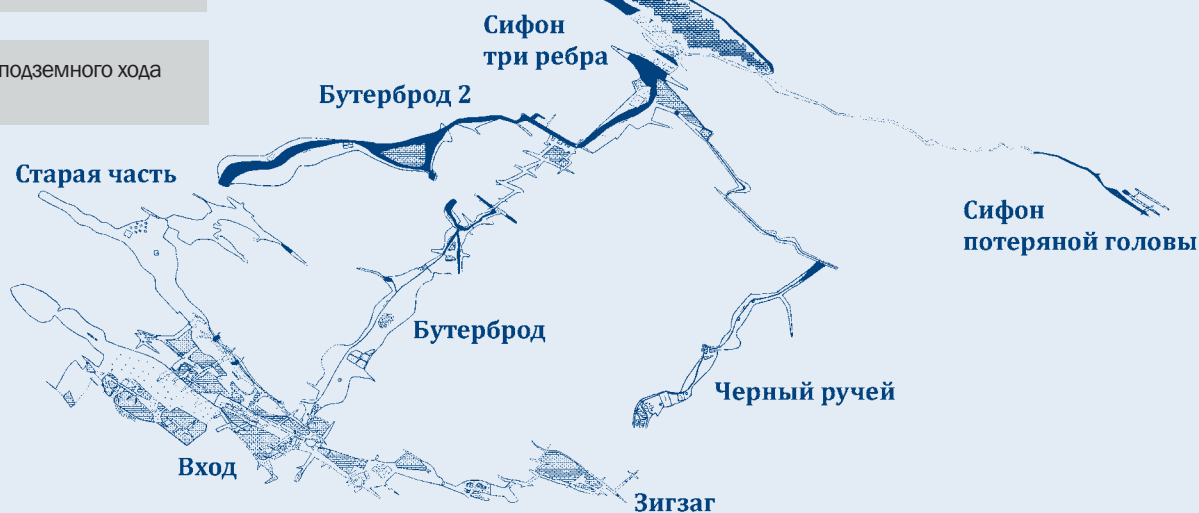 Сифон
три ребра
подземного хода
Бутерброд 2
Старая часть
Сифон
потеряной головы
Бутерброд
Черный ручей
Вход
Зигзаг